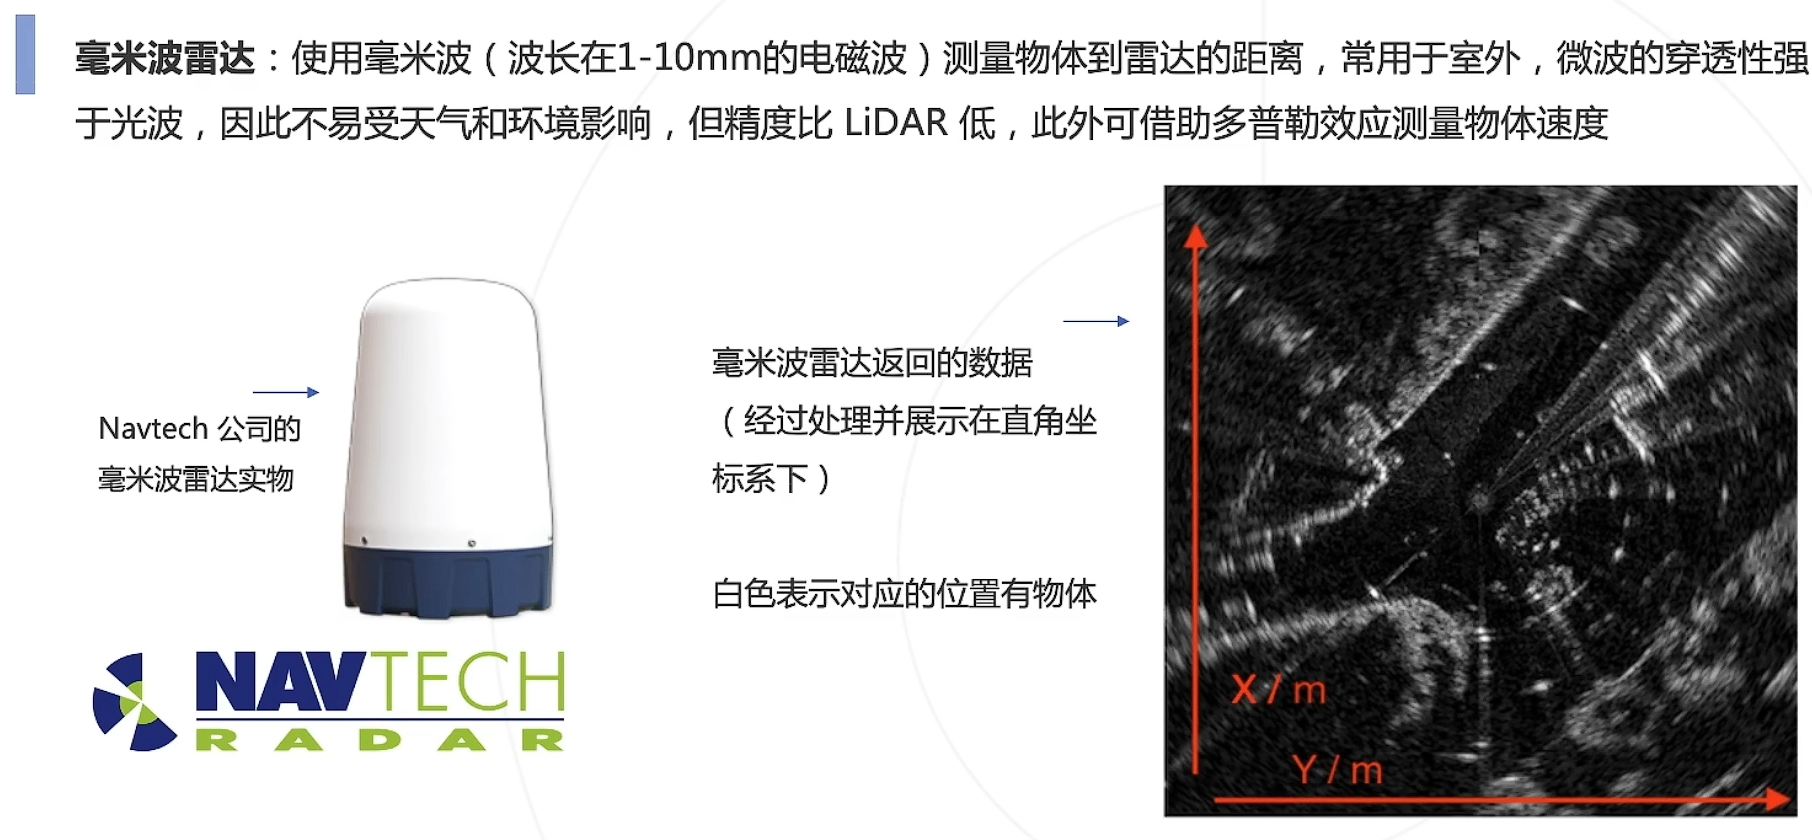 毫米波雷达：使用毫米波（波长在1-10mm的电磁波）测量物体到雷达的距离，常用于室外，微波的穿透性强
于光波，因此不易受天气和环境影响，但精度比 LiDAR 低，此外可借助多普勒效应测量物体速度
Navtech 公司的
毫米波雷达实物
NAVTECH
RADAR
毫米波雷达返回的数据
（经过处理并展示在直角坐
标系下）
白色表示对应的位置有物体
X / m
Y / m